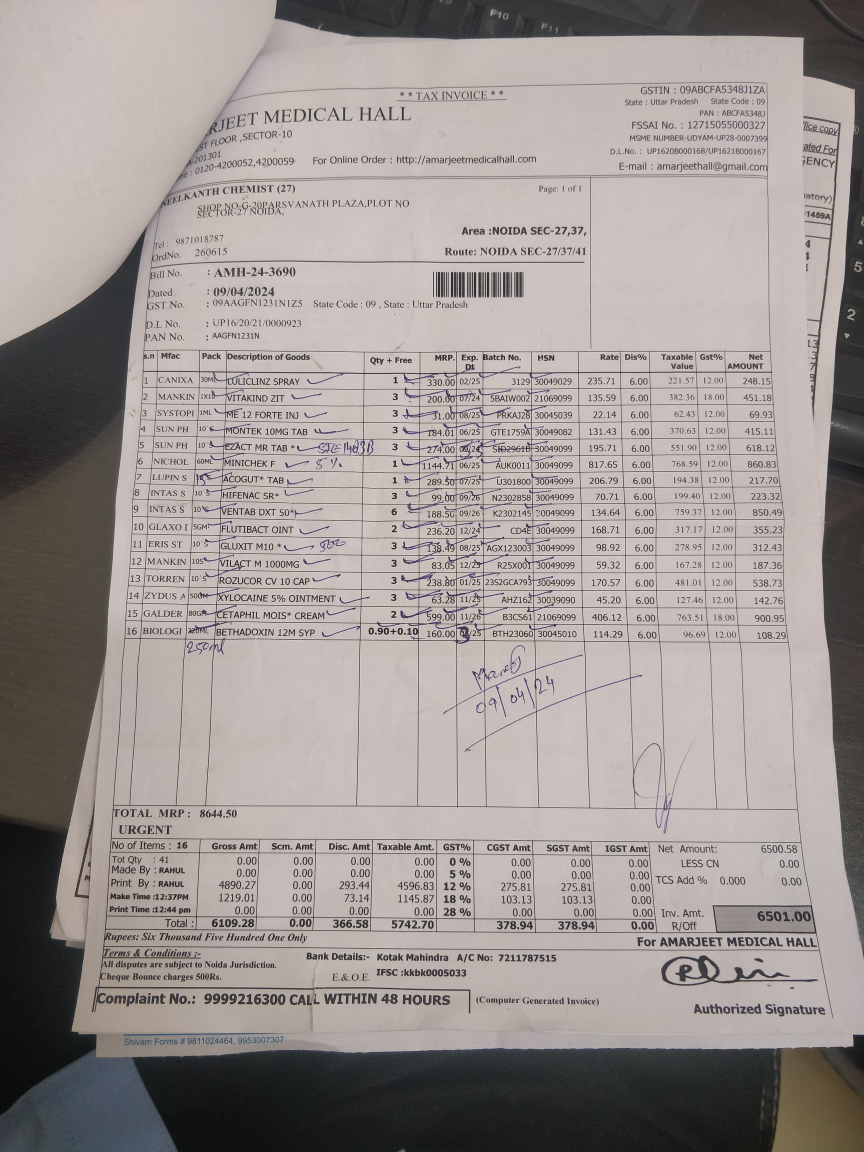 F10
F11
* * TAX INVOICE * *
GSTIN : 09ABCFA5348J1ZA
State : Uttar Pradesh State Code : 09
PAN : ABCFA5348J
FSSAI No. : 12715055000327
MSME NUMBER-UDYAM-UP28-0007399
D.L.No. : UP1620B000168/UP1621B000167
E-mail : amarjeethall@gmail.com
RJEET MEDICAL HALL
ST FLOOR ,SECTOR-10
-201301
: 0120-4200052,4200059 For Online Order : http://amarjeetmedicalhall.com
NEELKANTH CHEMIST (27) Page: 1 of 1
SHOP NO-G-20PARSVANATH PLAZA,PLOT NO
SECTOR-27 NOIDA,
Area :NOIDA SEC-27,37,
Tel : 9871018787
OrdNo. 260615 Route: NOIDA SEC-27/37/41
Bill No. : AMH-24-3690
Dated : 09/04/2024
GST No. : 09AAGFN1231N1Z5 State Code : 09 , State : Uttar Pradesh
D.L No. : UP16/20/21/0000923
PAN No. : AAGFN1231N
s.n Mfac Pack Description of Goods Qty + Free MRP. Exp. Dt Batch No. HSN Rate Dis% Taxable Value Gst% Net AMOUNT
1 CANIXA 30ML LULICLINZ SPRAY 1 330.00 02/25 3129 30049029 235.71 6.00 221.57 12.00 248.15
2 MANKIN 1X10 VITAKIND ZIT 3 200.00 07/24 5BAIW002 21069099 135.59 6.00 382.36 18.00 451.18
3 SYSTOPI 1ML ME 12 FORTE INJ 3 31.00 08/25 PRKAJ28 30045039 22.14 6.00 62.43 12.00 69.93
4 SUN PH 10's MONTEK 10MG TAB 3 184.01 06/25 GTE1759A 30049082 131.43 6.00 370.63 12.00 415.11
5 SUN PH 10's EZACT MR TAB * 3 274.00 09/24 SID2961B 30049099 195.71 6.00 551.90 12.00 618.12
6 NICHOL 60ML MINICHEK F 5% 1 1144.71 06/25 AUK0011 30049099 817.65 6.00 768.59 12.00 860.83
7 LUPIN S ACOGUT* TAB 1 289.50 07/25 U301800 30049099 206.79 6.00 194.38 12.00 217.70
8 INTAS S 10'S HIFENAC SR* 3 99.00 09/26 N2302858 30049099 70.71 6.00 199.40 12.00 223.32
9 INTAS S 10'S VENTAB DXT 50* 6 188.50 09/26 K2302145 30049099 134.64 6.00 759.37 12.00 850.49
10 GLAXO I 5GM FLUTIBACT OINT 2 236.20 12/24 CD4E 30049099 168.71 6.00 317.17 12.00 355.23
11 ERIS ST 10'S GLUXIT M10 * 3 138.49 08/25 AGX123003 30049099 98.92 6.00 278.95 12.00 312.43
12 MANKIN 10S VILACT M 1000MG 3 83.05 12/25 R25X001 30049099 59.32 6.00 167.28 12.00 187.36
13 TORREN 10'S ROZUCOR CV 10 CAP 3 238.80 01/25 2352GCA793 30049099 170.57 6.00 481.01 12.00 538.73
14 ZYDUS A XYLOCAINE 5% OINTMENT 3 63.28 11/25 AHZ162 30039090 45.20 6.00 127.46 12.00 142.76
15 GALDER 80GM CETAPHIL MOIS* CREAM 2 599.00 11/26 B3CS61 21069099 406.12 6.00 763.51 18.00 900.95
16 BIOLOGI BETHADOXIN 12M SYP 0.90+0.10 160.00 BTH23060 30045010 114.29 6.00 96.69 12.00 108.29
250ml
09/04/24
TOTAL MRP : 8644.50
URGENT
No of Items : 16 Gross Amt Scm. Amt Disc. Amt Taxable Amt. GST% CGST Amt SGST Amt IGST Amt Net Amount: 6500.58
Tot Qty : 41 0.00 0.00 0.00 0.00 0 % 0.00 0.00 0.00 LESS CN 0.00
Made By : RAHUL 0.00 0.00 0.00 0.00 5 % 0.00 0.00 0.00
Print By : RAHUL 4890.27 0.00 293.44 4596.83 12 % 275.81 275.81 0.00 TCS Add % 0.000 0.00
Make Time :12:37PM 1219.01 0.00 73.14 1145.87 18 % 103.13 103.13 0.00
Print Time :12:44 pm 0.00 0.00 0.00 0.00 28 % 0.00 0.00 0.00 Inv. Amt. 6501.00
Total : 6109.28 0.00 366.58 5742.70 378.94 378.94 0.00 R/Off
Rupees: Six Thousand Five Hundred One Only
For AMARJEET MEDICAL HALL
Terms & Conditions :- Bank Details:- Kotak Mahindra A/C No: 7211787515
All disputes are subject to Noida Jurisdiction.
Cheque Bounce charges 500Rs. E.& O.E. IFSC :kkbk0005033
Complaint No.: 9999216300 CALL WITHIN 48 HOURS (Computer Generated Invoice)
Authorized Signature
Shivam Forms # 9811024464, 9953007307
ffice copy
ated For
ENCY
atory)
1459A
5
2